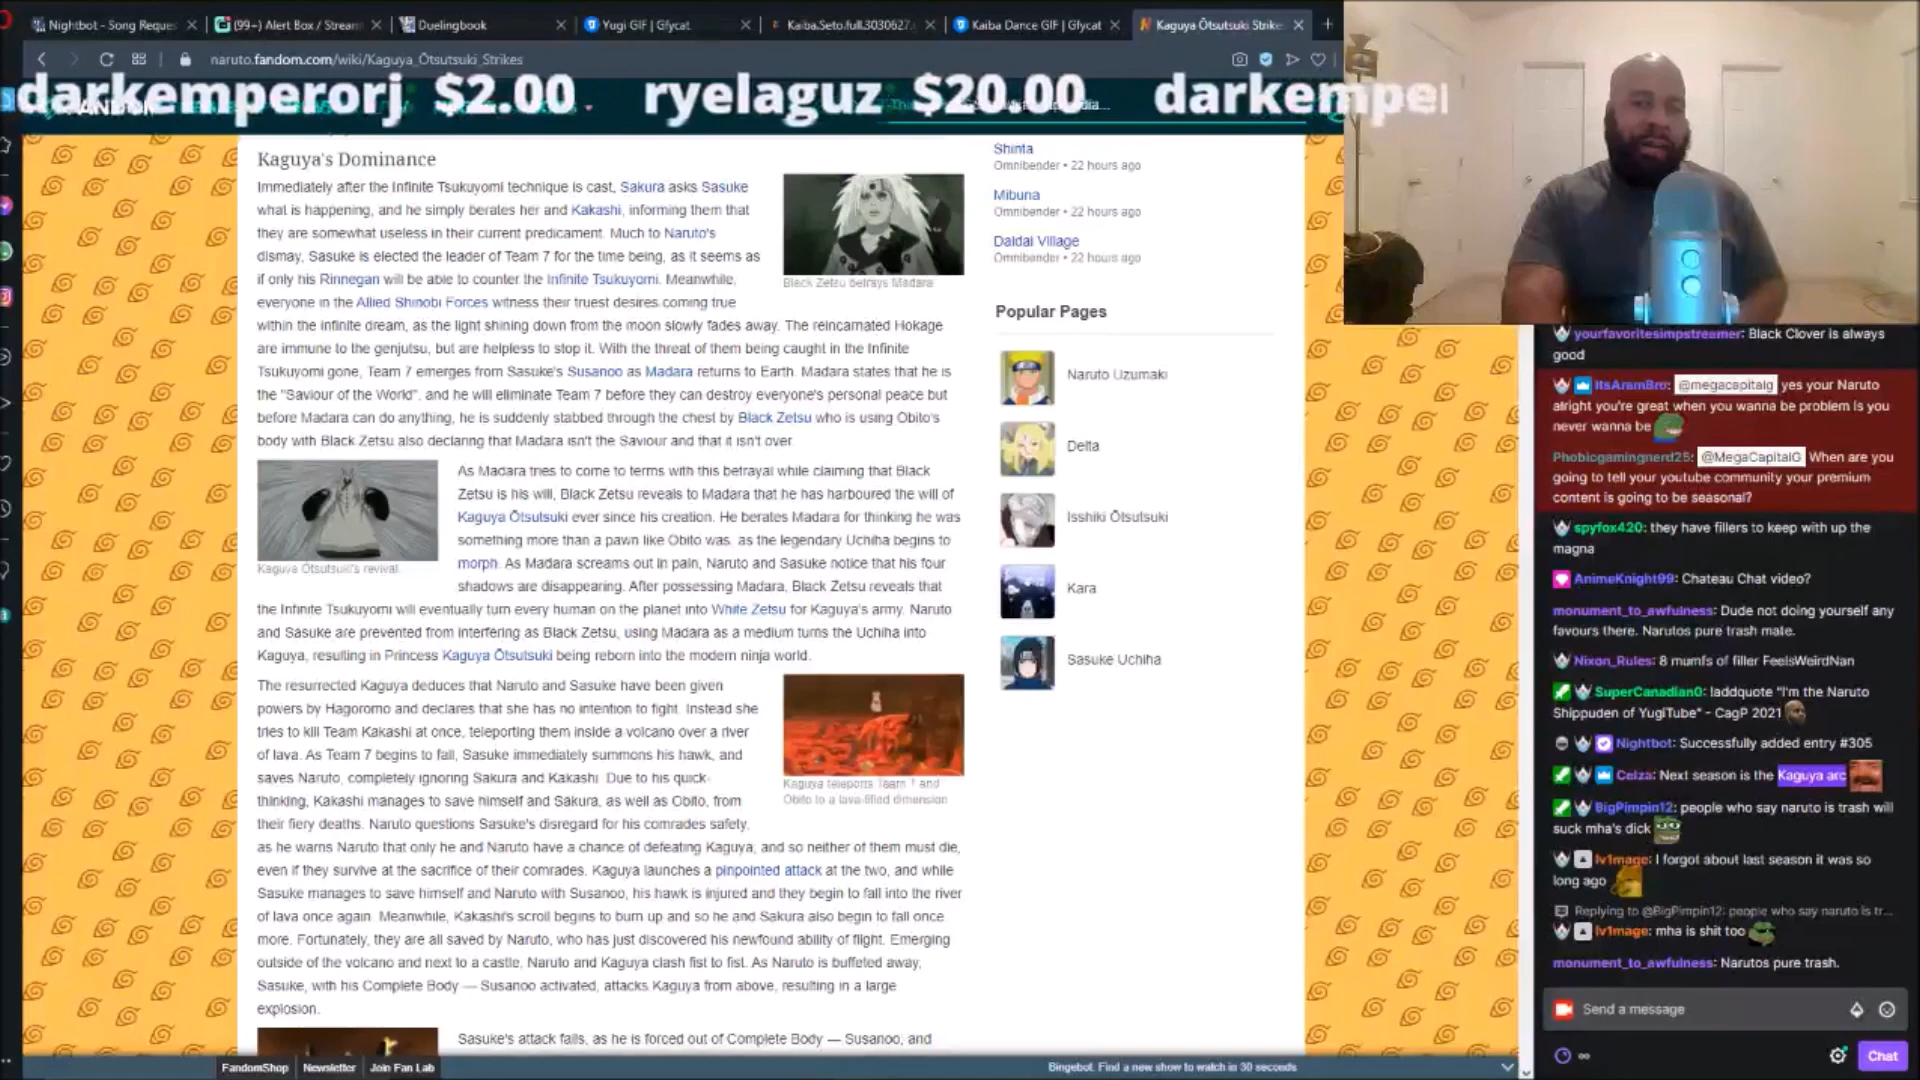 Nightbot - Song Reques
(99+) Alert Box / Stream
Duelingbook
Yugi GIF | Gfycat
Kaiba.Seto.full.3030627.
Kaiba Dance GIF | Gfycat
Kaguya Ōtsutsuki Strikes
naruto.fandom.com/wiki/Kaguya_Ōtsutsuki_Strikes
darkemperorj $2.00 ryelaguz $20.00 darkempe
Kaguya's Dominance
Immediately after the Infinite Tsukuyomi technique is cast, Sakura asks Sasuke
what is happening, and he simply berates her and Kakashi, informing them that
they are somewhat useless in their current predicament. Much to Naruto's
dismay, Sasuke is elected the leader of Team 7 for the time being, as it seems as
if only his Rinnegan will be able to counter the Infinite Tsukuyomi. Meanwhile,
everyone in the Allied Shinobi Forces witness their truest desires coming true
within the infinite dream, as the light shining down from the moon slowly fades away. The reincarnated Hokage
are immune to the genjutsu, but are helpless to stop it. With the threat of them being caught in the Infinite
Tsukuyomi gone, Team 7 emerges from Sasuke's Susanoo as Madara returns to Earth. Madara states that he is
the "Saviour of the World", and he will eliminate Team 7 before they can destroy everyone's personal peace but
before Madara can do anything, he is suddenly stabbed through the chest by Black Zetsu who is using Obito's
body with Black Zetsu also declaring that Madara isn't the Saviour and that it isn't over.
Black Zetsu betrays Madara
As Madara tries to come to terms with this betrayal while claiming that Black
Zetsu is his will, Black Zetsu reveals to Madara that he has harboured the will of
Kaguya Ōtsutsuki ever since his creation. He berates Madara for thinking he was
something more than a pawn like Obito was, as the legendary Uchiha begins to
morph. As Madara screams out in pain, Naruto and Sasuke notice that his four
shadows are disappearing. After possessing Madara, Black Zetsu reveals that
the Infinite Tsukuyomi will eventually turn every human on the planet into White Zetsu for Kaguya's army. Naruto
and Sasuke are prevented from interfering as Black Zetsu, using Madara as a medium turns the Uchiha into
Kaguya, resulting in Princess Kaguya Ōtsutsuki being reborn into the modern ninja world.
Kaguya Ōtsutsuki's revival.
The resurrected Kaguya deduces that Naruto and Sasuke have been given
powers by Hagoromo and declares that she has no intention to fight. Instead she
tries to kill Team Kakashi at once, teleporting them inside a volcano over a river
of lava. As Team 7 begins to fall, Sasuke immediately summons his hawk, and
saves Naruto, completely ignoring Sakura and Kakashi. Due to his quick-
thinking, Kakashi manages to save himself and Sakura, as well as Obito, from
their fiery deaths. Naruto questions Sasuke's disregard for his comrades safety,
as he warns Naruto that only he and Naruto have a chance of defeating Kaguya, and so neither of them must die,
even if they survive at the sacrifice of their comrades. Kaguya launches a pinpointed attack at the two, and while
Sasuke manages to save himself and Naruto with Susanoo, his hawk is injured and they begin to fall into the river
of lava once again. Meanwhile, Kakashi's scroll begins to burn up and so he and Sakura also begin to fall once
more. Fortunately, they are all saved by Naruto, who has just discovered his newfound ability of flight. Emerging
outside of the volcano and next to a castle, Naruto and Kaguya clash fist to fist. As Naruto is buffeted away,
Sasuke, with his Complete Body — Susanoo activated, attacks Kaguya from above, resulting in a large
explosion.
Kaguya teleports Team 7 and
Obito to a lava-filled dimension
Sasuke's attack fails, as he is forced out of Complete Body — Susanoo, and
Shinta
Omnibender • 22 hours ago
Mibuna
Omnibender • 22 hours ago
Daidai Village
Omnibender • 22 hours ago
Popular Pages
Naruto Uzumaki
Delta
Isshiki Ōtsutsuki
Kara
Sasuke Uchiha
FandomShop Newsletter Join Fan Lab
Bingebot. Find a new show to watch in 30 seconds
yourfavoritesimpstreamer: Black Clover is always
good
ItsAramBro: @megacapitalg yes your Naruto
alright you're great when you wanna be problem is you
never wanna be
Phobicgamingnerd25: @MegaCapitalG When are you
going to tell your youtube community your premium
content is going to be seasonal?
spyfox420: they have fillers to keep with up the
magna
AnimeKnight99: Chateau Chat video?
monument_to_awfulness: Dude not doing yourself any
favours there. Narutos pure trash mate.
Nixon_Rules: 8 mumfs of filler FeelsWeirdNan
SuperCanadian0: !addquote "I'm the Naruto
Shippuden of YugiTube" - CagP 2021
Nightbot: Successfully added entry #305
Celza: Next season is the Kaguya arc
BigPimpin12: people who say naruto is trash will
suck mha's dick
lv1mage: I forgot about last season it was so
long ago
Replying to @BigPimpin12: people who say naruto is tr...
lv1mage: mha is shit too
monument_to_awfulness: Narutos pure trash.
Send a message
Chat